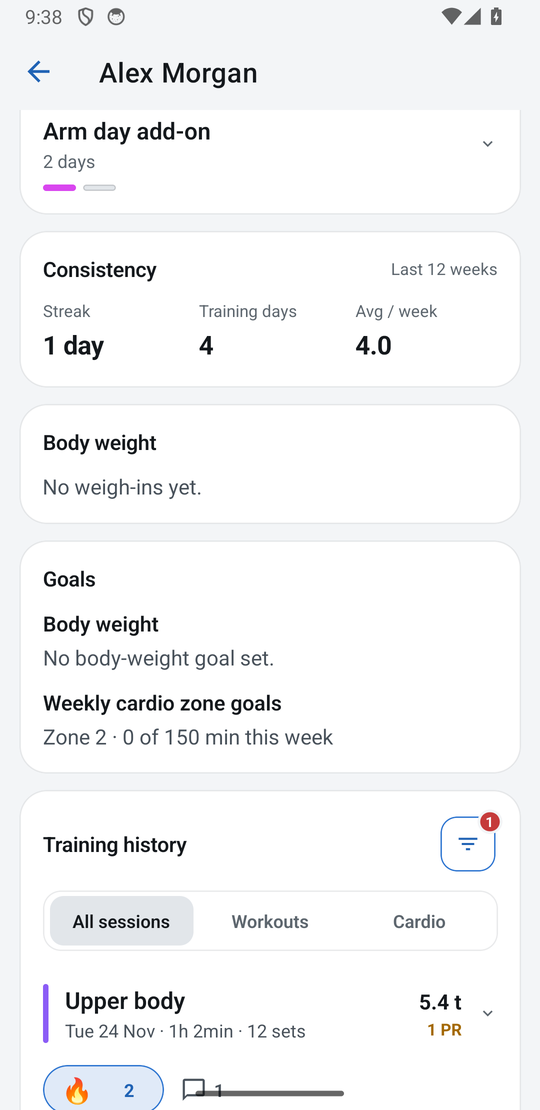 9:38
Alex Morgan
Arm day add-on
2 days
Consistency
Last 12 weeks
Streak
Training days
Avg / week
1 day
4
4.0
Body weight
No weigh-ins yet.
Goals
Body weight
No body-weight goal set.
Weekly cardio zone goals
Zone 2 · 0 of 150 min this week
Training history
1
All sessions
Workouts
Cardio
Upper body
5.4 t
Tue 24 Nov · 1h 2min · 12 sets
1 PR
🔥 2
1